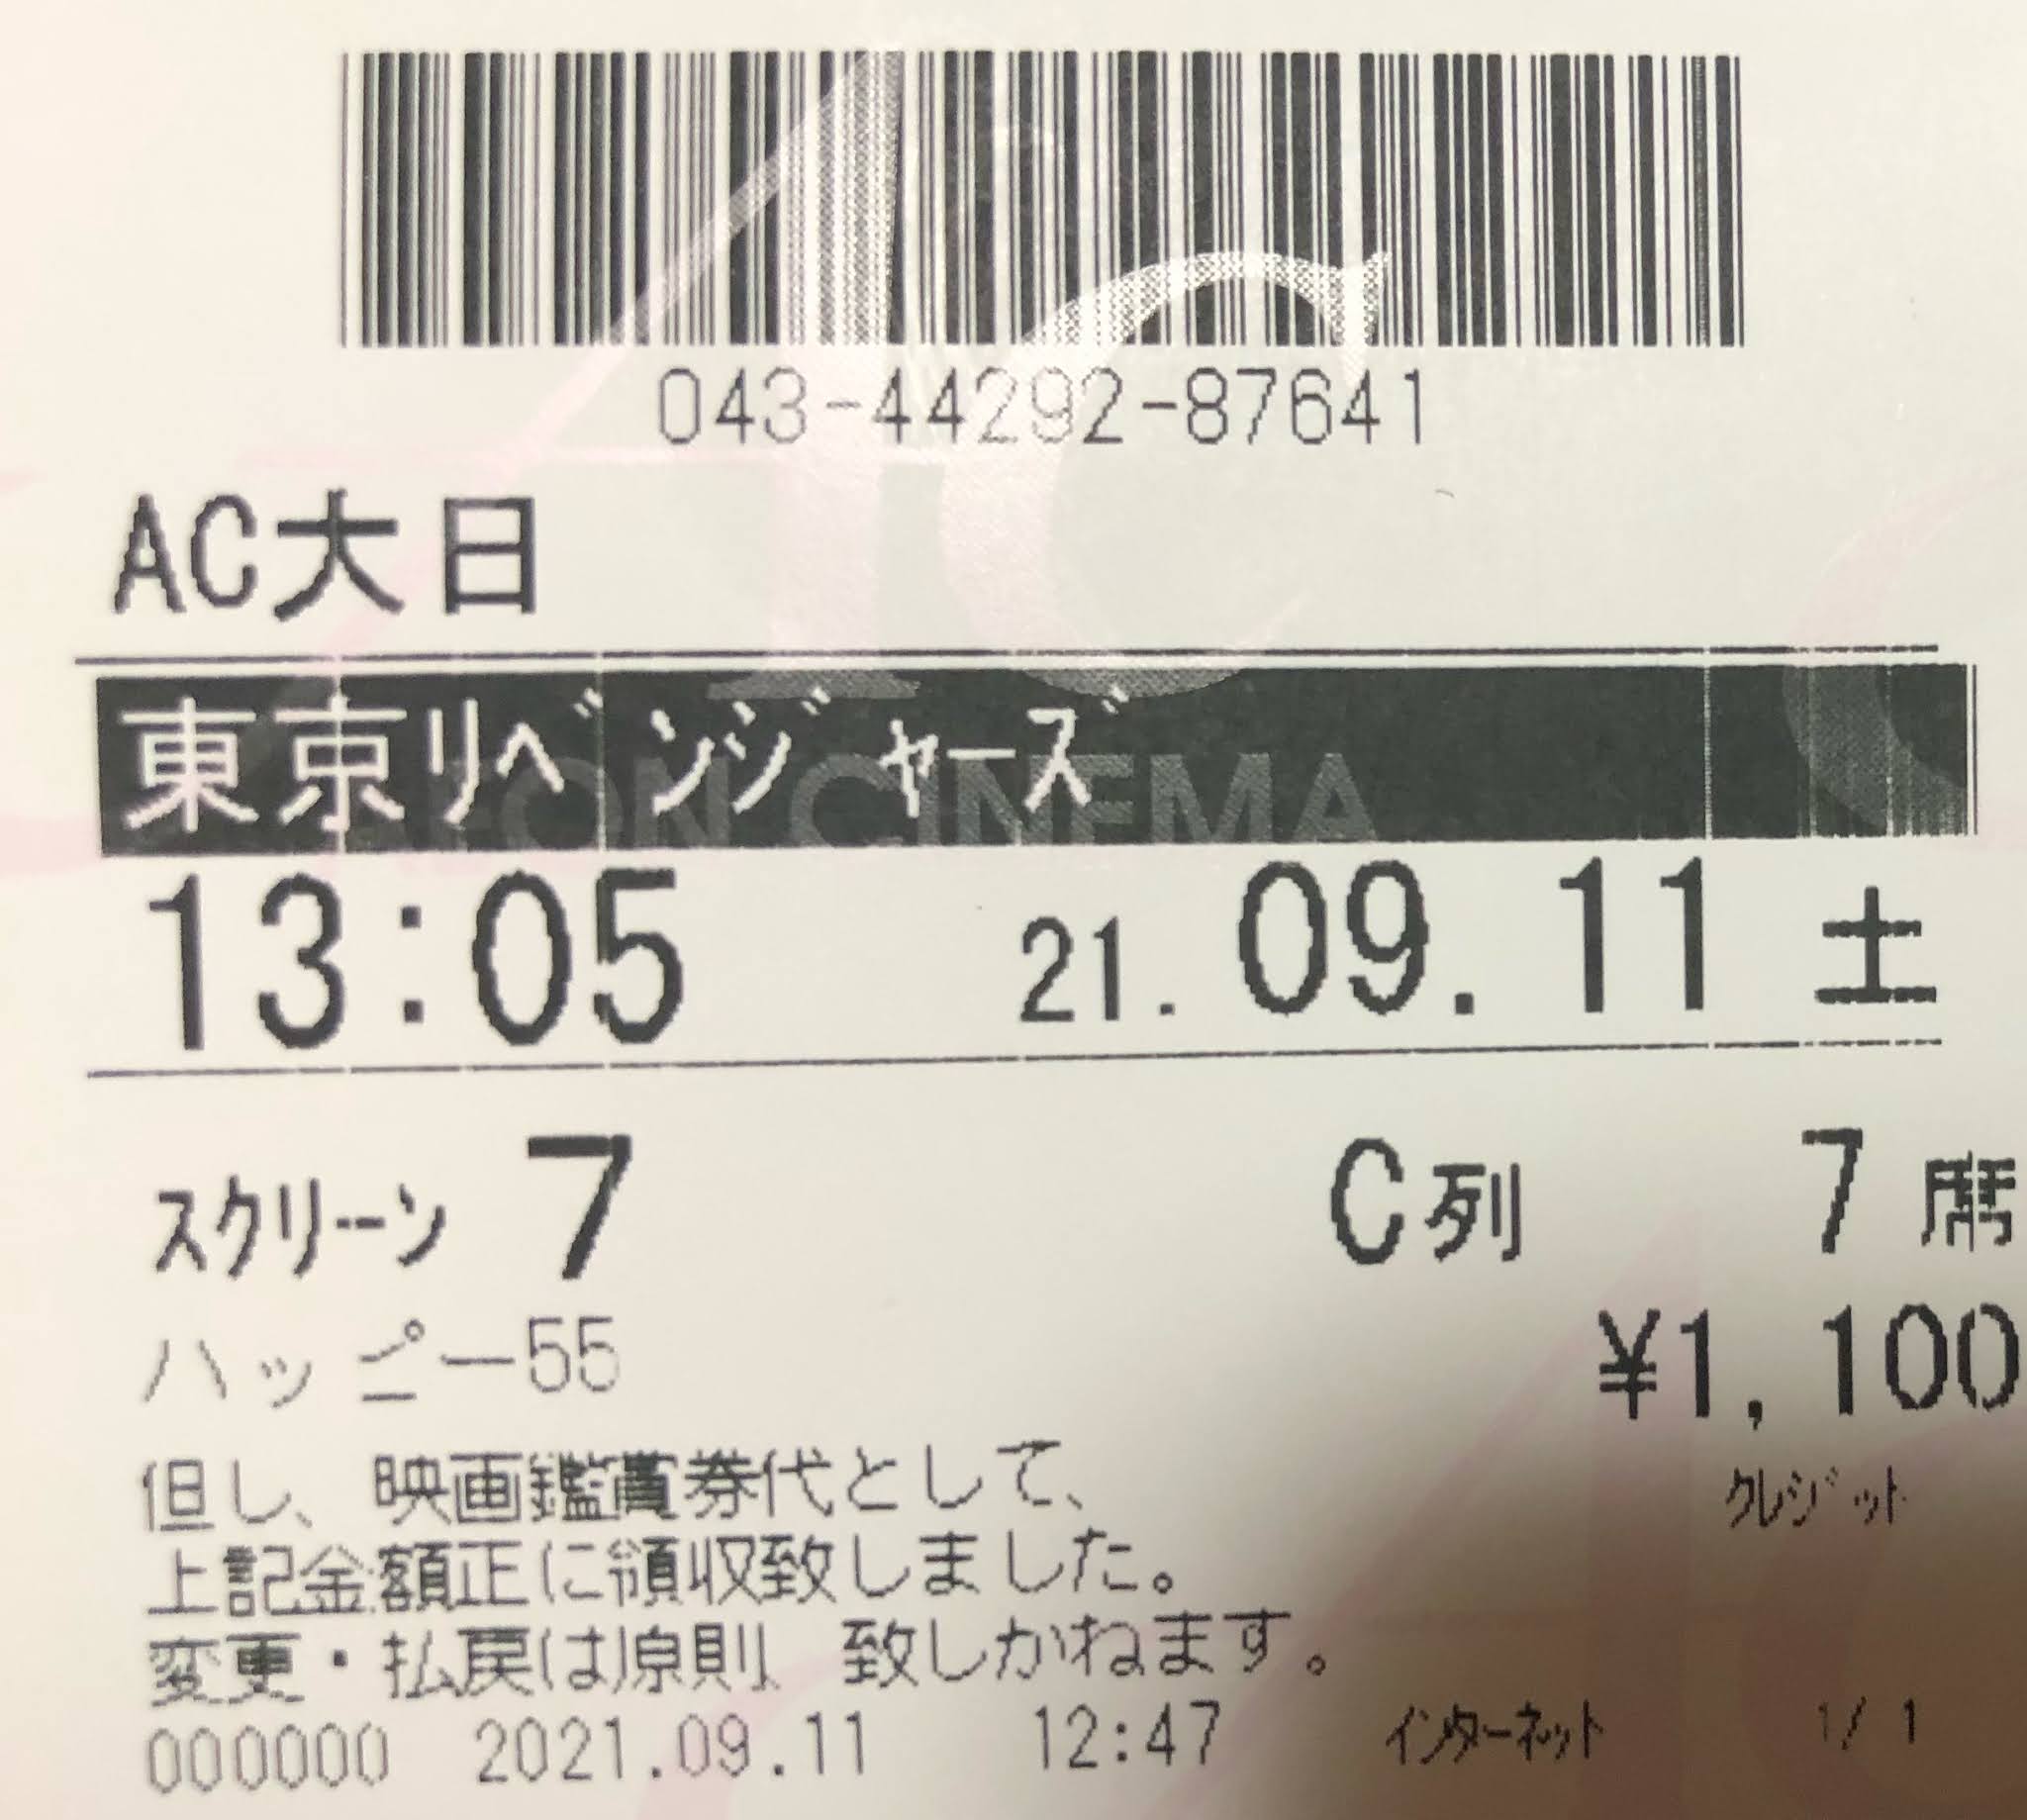 043-44292-87641
AC大日
東京ﾘﾍﾞﾝｼﾞｬｰｽﾞ
AEON CINEMA
13:05 21.09.11 土
ｽｸﾘｰﾝ 7 C列 7席
ハッピー55 ¥1,100
但し、映画鑑賞券代として、 ｸﾚｼﾞｯﾄ
上記金額正に領収致しました。
変更・払戻は原則、致しかねます。
000000 2021.09.11 12:47 ｲﾝﾀｰﾈｯﾄ 1/ 1